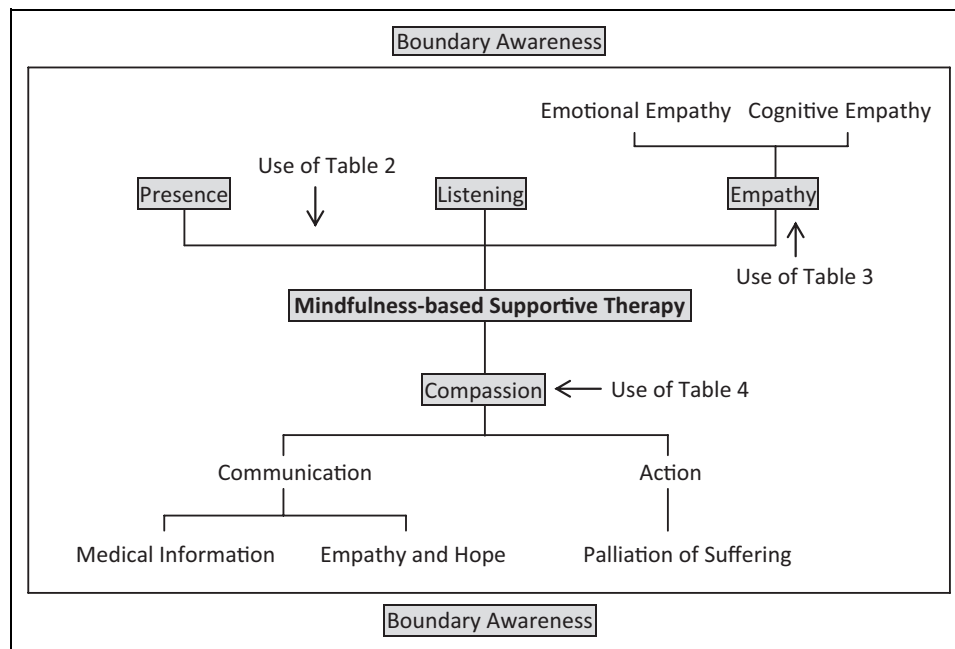 Boundary Awareness
Emotional Empathy Cognitive Empathy
Use of Table 2
Presence Listening Empathy
Use of Table 3
Mindfulness-based Supportive Therapy
Compassion Use of Table 4
Communication Action
Medical Information Empathy and Hope Palliation of Suffering
Boundary Awareness